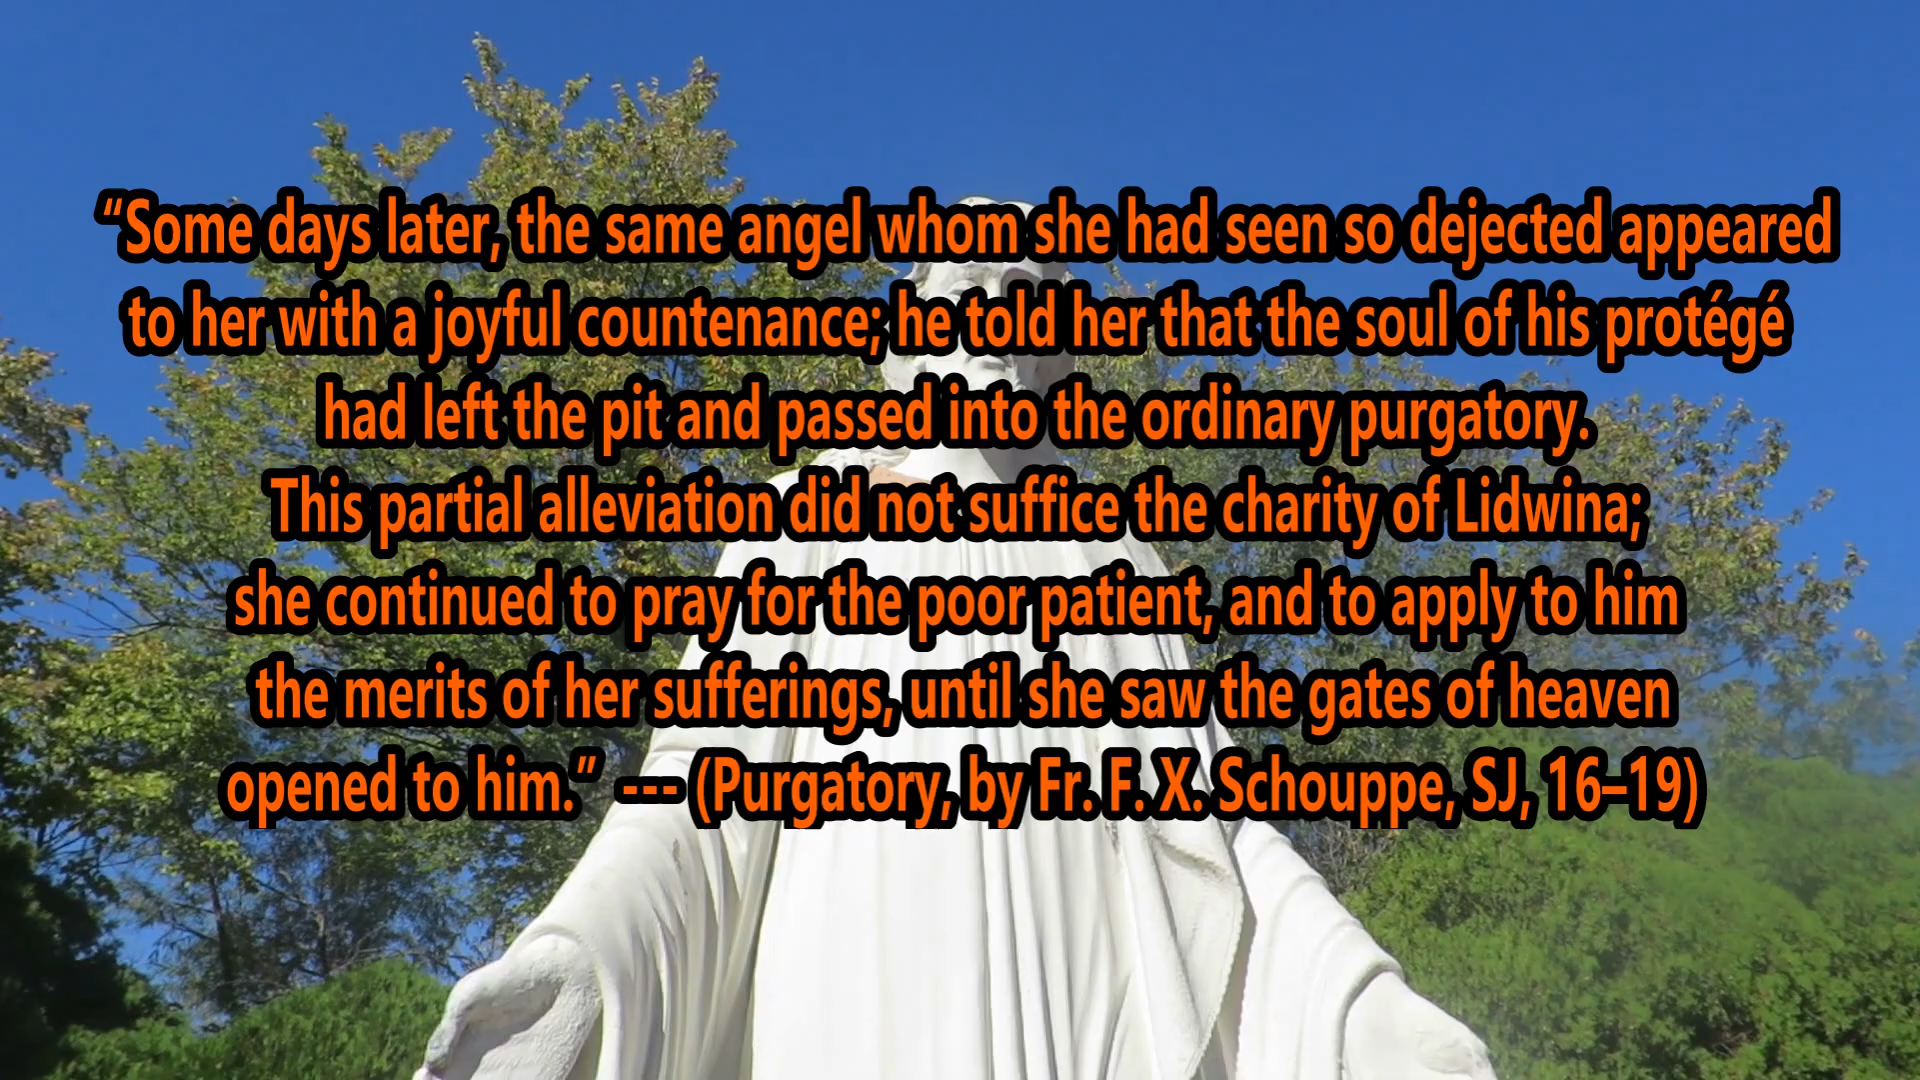 “Some days later, the same angel whom she had seen so dejected appeared
to her with a joyful countenance; he told her that the soul of his protégé
had left the pit and passed into the ordinary purgatory.
This partial alleviation did not suffice the charity of Lidwina;
she continued to pray for the poor patient, and to apply to him
the merits of her sufferings, until she saw the gates of heaven
opened to him.” --- (Purgatory, by Fr. F. X. Schouppe, SJ, 16–19)